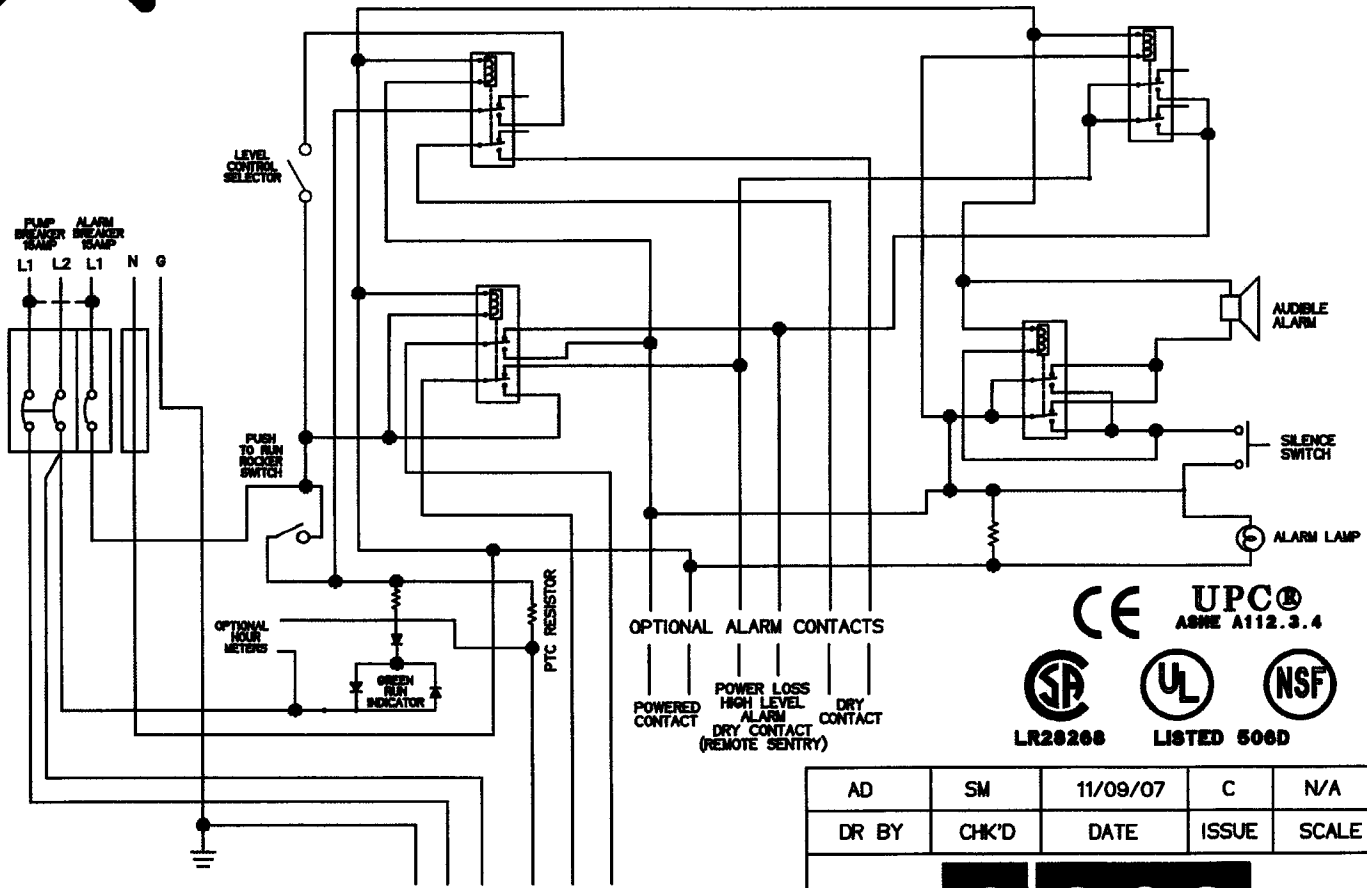 LEVEL
CONTROL
SELECTOR
PUMP
BREAKER
15AMP
ALARM
BREAKER
15AMP
L1
L2
L1
N
G
AUDIBLE
ALARM
PUSH
TO RUN
ROCKER
SWITCH
SILENCE
SWITCH
ALARM LAMP
OPTIONAL
HOUR
METERS
GREEN
RUN
INDICATOR
PTC RESISTOR
OPTIONAL ALARM CONTACTS
POWERED
CONTACT
POWER LOSS
HIGH LEVEL
ALARM
DRY CONTACT
(REMOTE SENTRY)
DRY
CONTACT
CE
UPC®
ASME A112.3.4
SA
UL
NSF
LR28268
LISTED 506D
AD
SM
11/09/07
C
N/A
DR BY
CHK'D
DATE
ISSUE
SCALE